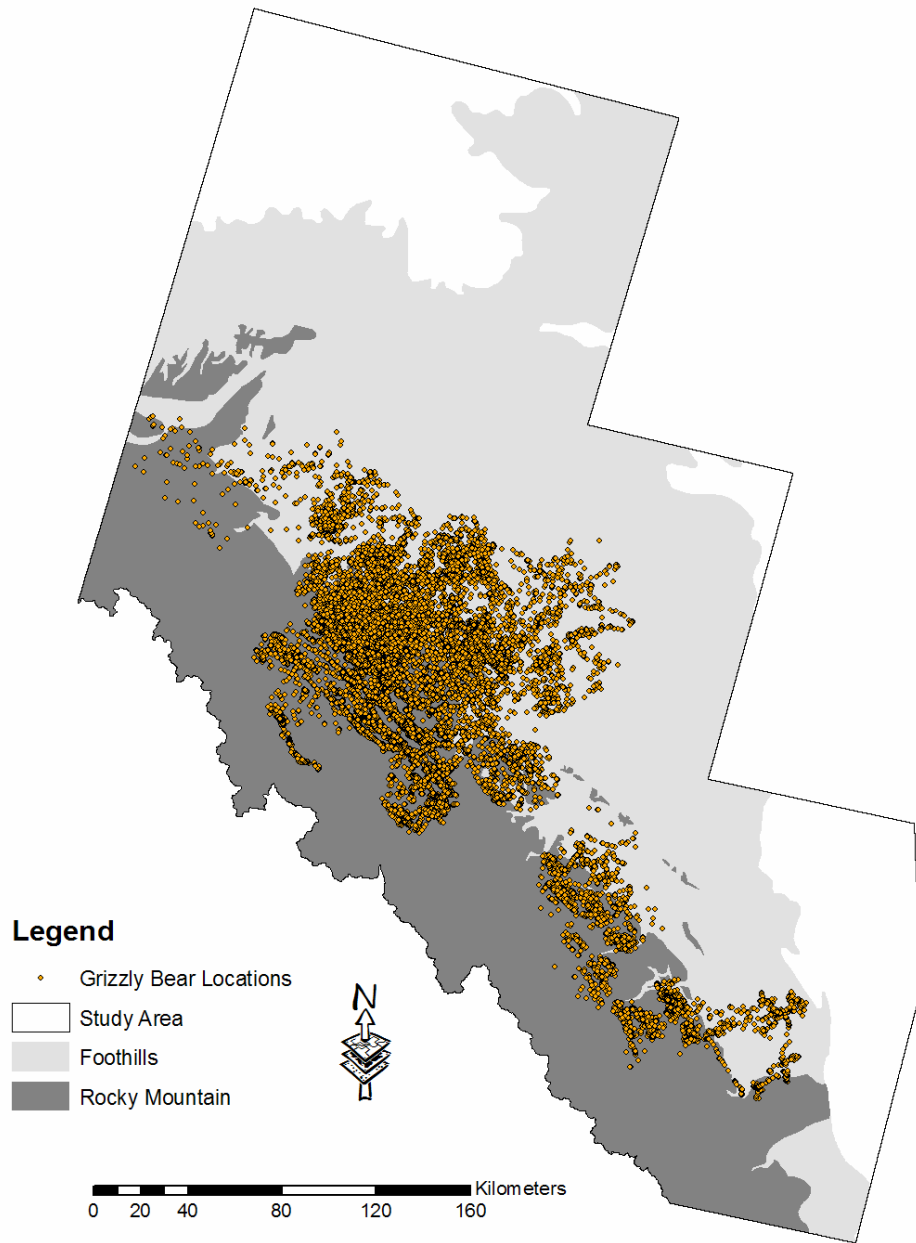 Legend
Grizzly Bear Locations
Study Area
Foothills
Rocky Mountain
N
Kilometers
0 20 40 80 120 160